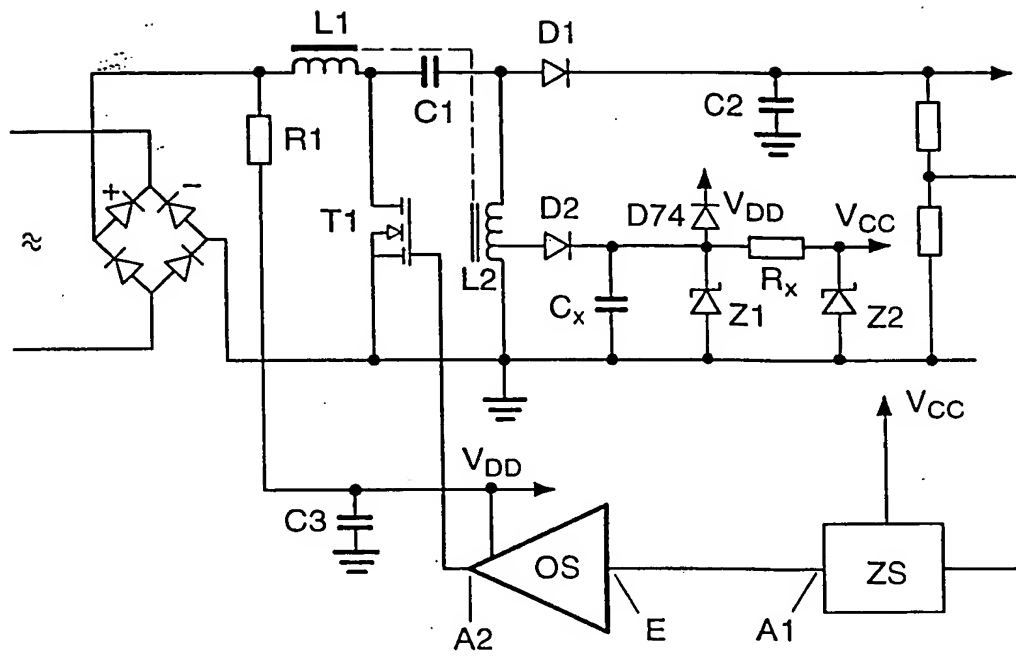 L1
D1
C1
C2
R1
+ -
T1
D2
D74
VDD
VCC
≈
L2
Cx
Z1
Rx
Z2
VCC
VDD
C3
OS
ZS
A2
E
A1